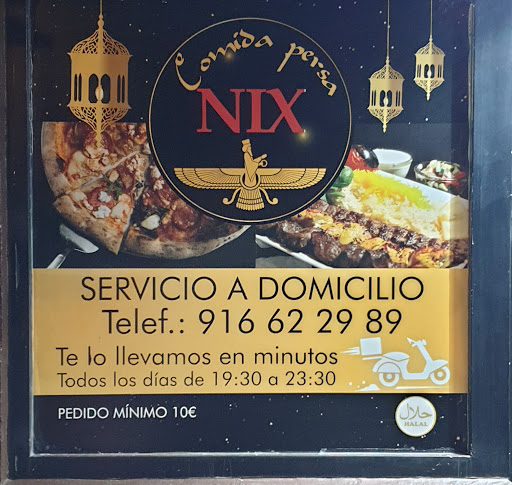 Comida persa
NIX
SERVICIO A DOMICILIO
Telef.: 916 62 29 89
Te lo llevamos en minutos
Todos los días de 19:30 a 23:30
PEDIDO MÍNIMO 10€
حلال
HALAL